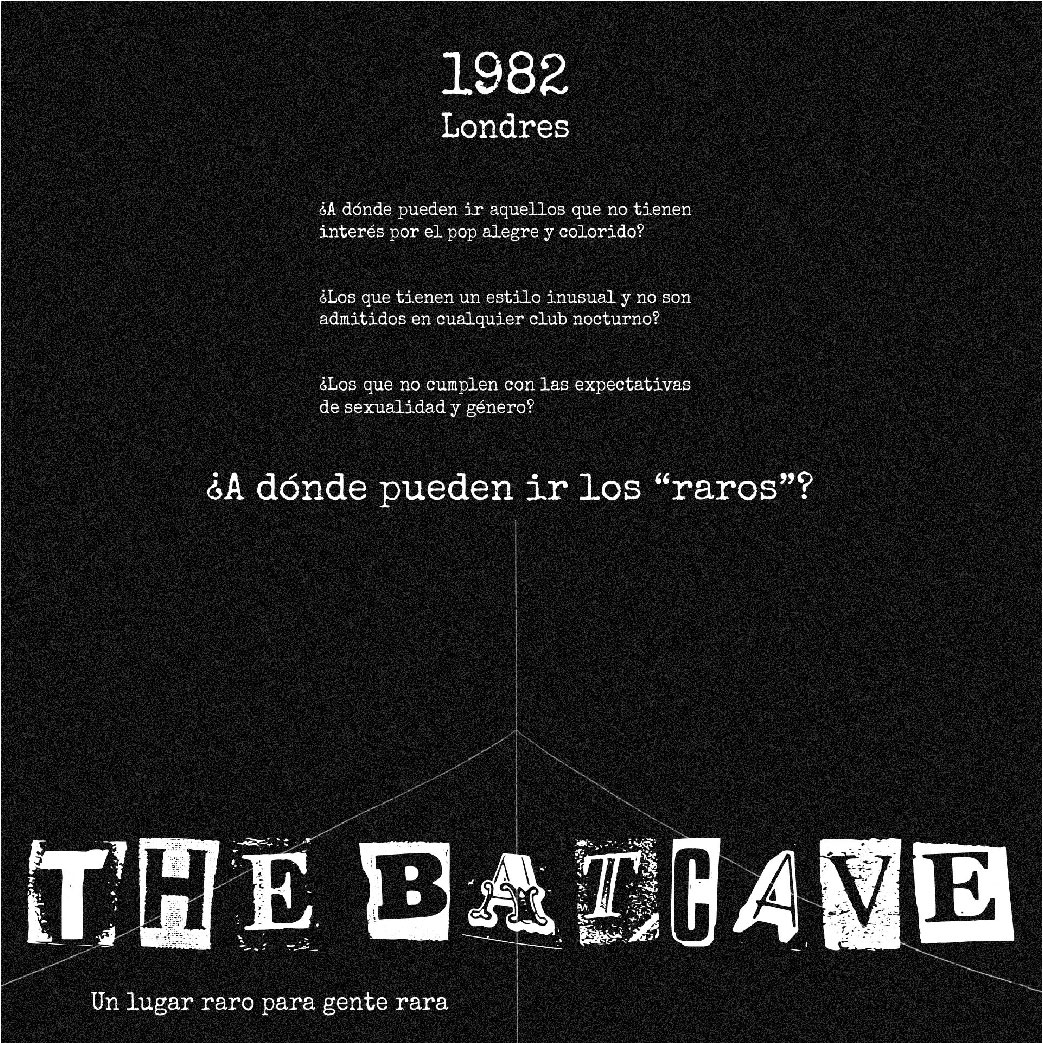 1982
Londres
¿A dónde pueden ir aquellos que no tienen
interés por el pop alegre y colorido?
¿Los que tienen un estilo inusual y no son
admitidos en cualquier club nocturno?
¿Los que no cumplen con las expectativas
de sexualidad y género?
¿A dónde pueden ir los “raros”?
THE BATCAVE
Un lugar raro para gente rara